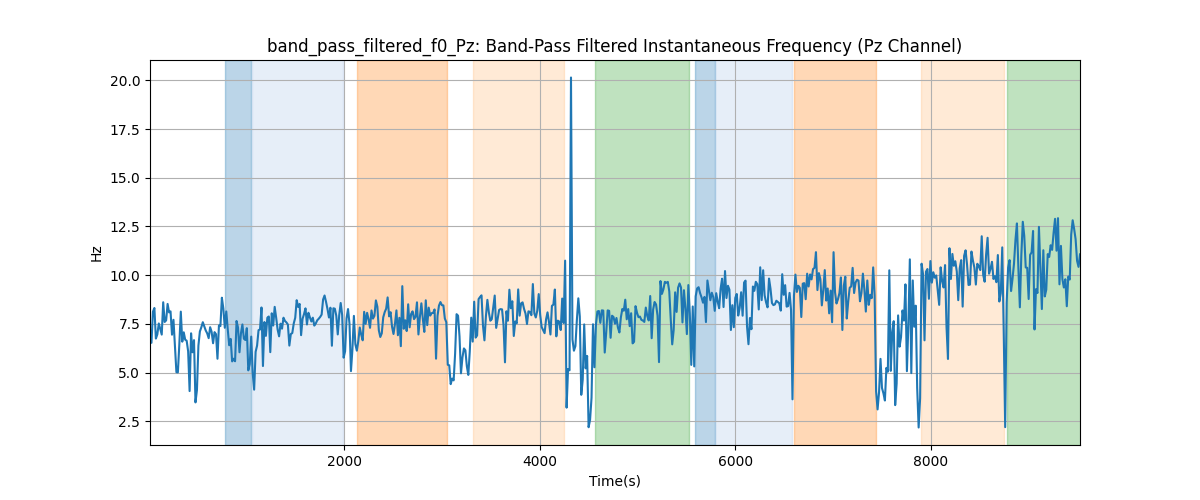 band_pass_filtered_f0_Pz: Band-Pass Filtered Instantaneous Frequency (Pz Channel)
20.0
17.5
15.0
12.5
10.0
7.5
5.0
2.5
Hz
2000 4000 6000 8000
Time(s)